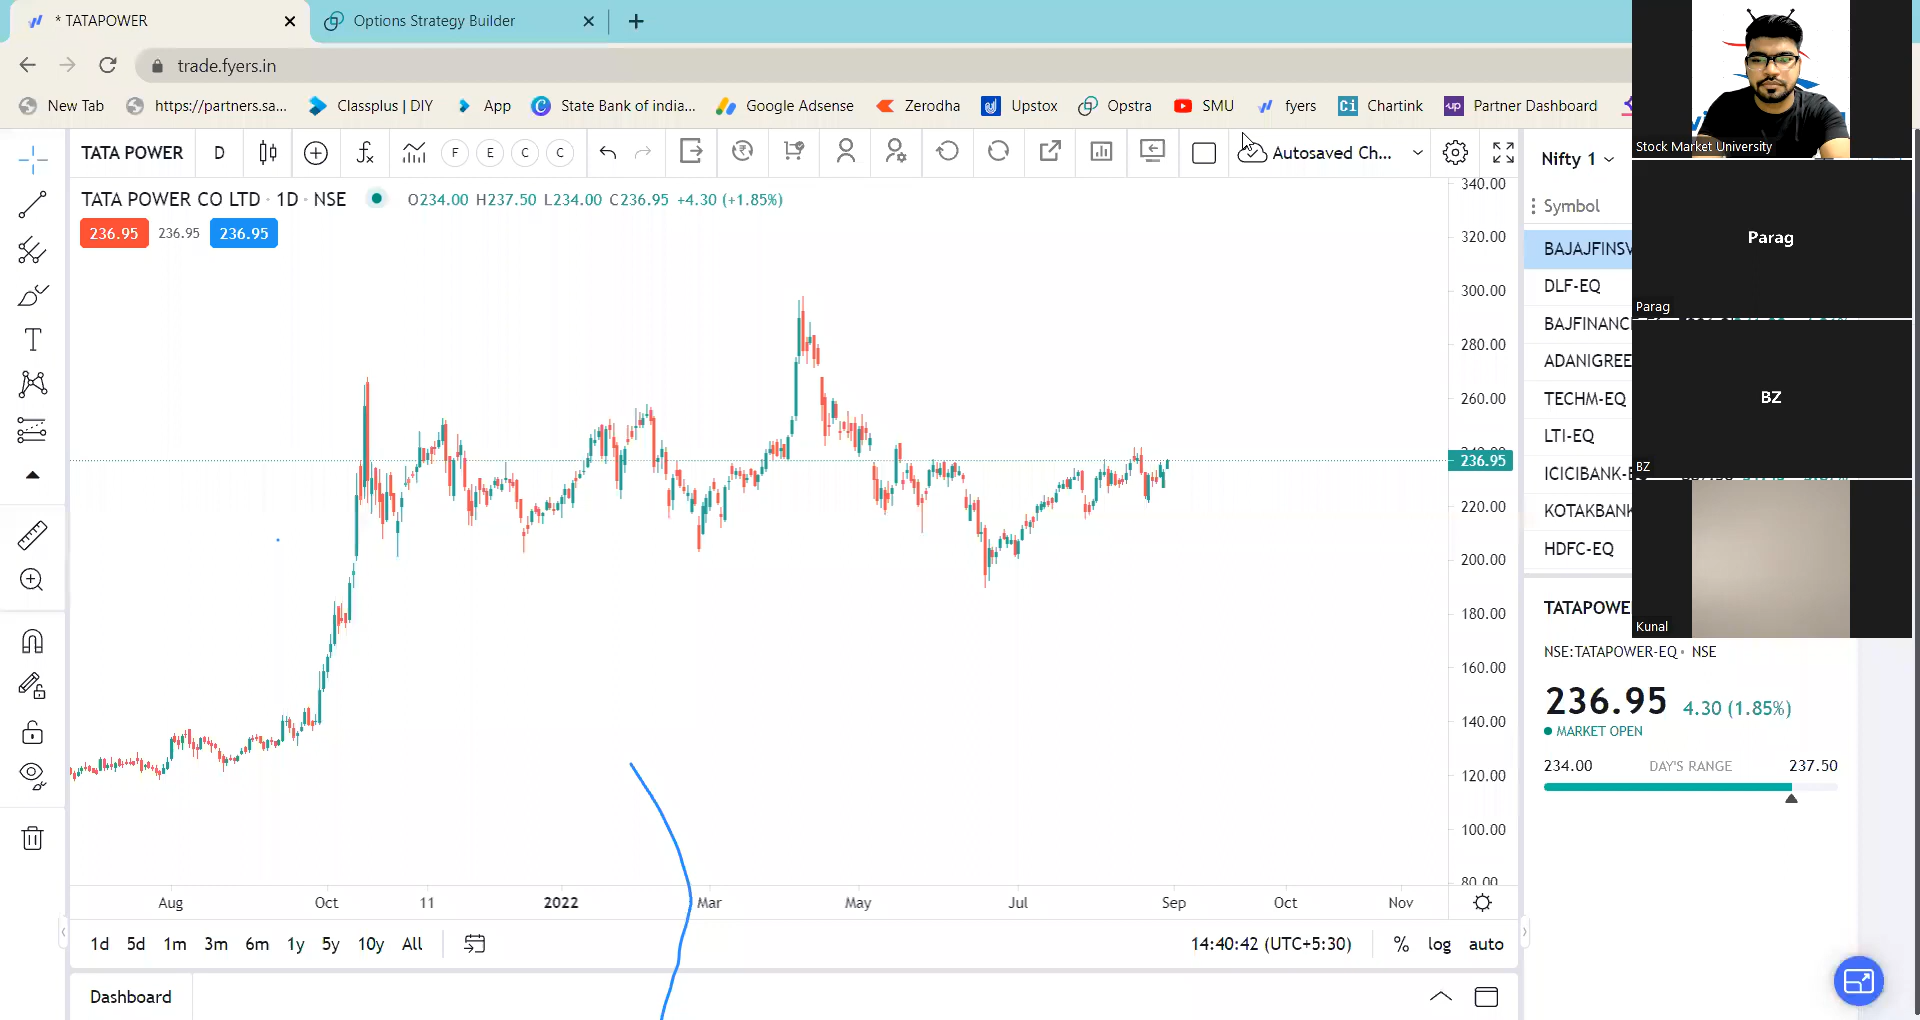 * TATAPOWER
Options Strategy Builder
trade.fyers.in
New Tab
https://partners.sa...
Classplus | DIY
App
State Bank of india...
Google Adsense
Zerodha
Upstox
Opstra
SMU
fyers
Chartink
Partner Dashboard
TATA POWER
D
F
E
C
C
Autosaved Ch...
Nifty 1
TATA POWER CO LTD · 1D · NSE
O234.00 H237.50 L234.00 C236.95 +4.30 (+1.85%)
236.95
236.95
236.95
Symbol
BAJAJFINSV
DLF-EQ
BAJFINANC
ADANIGREE
TECHM-EQ
LTI-EQ
ICICIBANK-E
KOTAKBANK
HDFC-EQ
Stock Market University
Parag
Parag
BZ
BZ
Kunal
340.00
320.00
300.00
280.00
260.00
236.95
220.00
200.00
180.00
160.00
140.00
120.00
100.00
80.00
TATAPOWE
NSE:TATAPOWER-EQ • NSE
236.95 4.30 (1.85%)
MARKET OPEN
234.00 DAY'S RANGE 237.50
Aug
Oct
11
2022
Mar
May
Jul
Sep
Oct
Nov
1d 5d 1m 3m 6m 1y 5y 10y All
14:40:42 (UTC+5:30)
% log auto
Dashboard